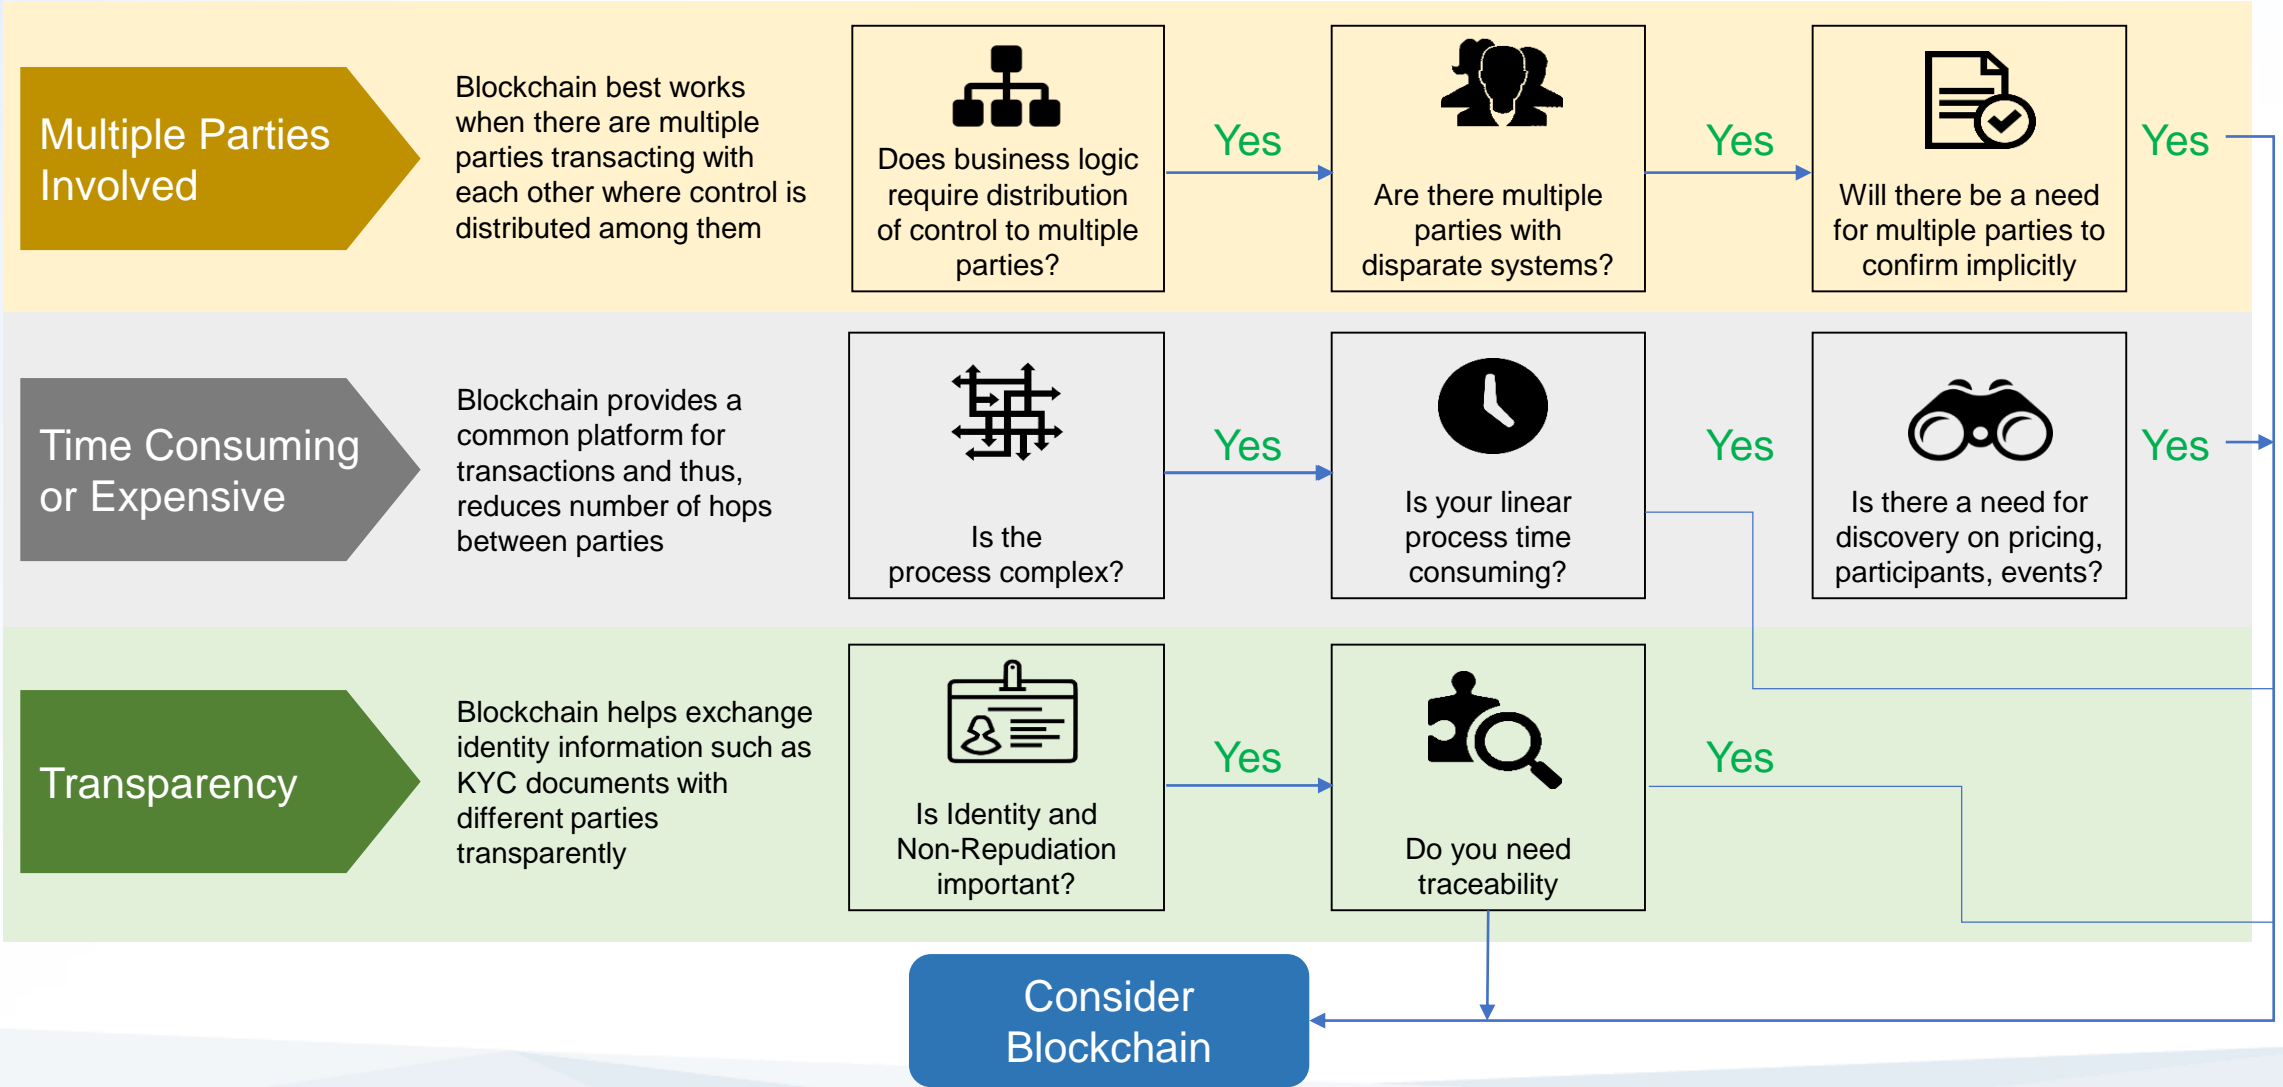 Multiple Parties
Involved
Blockchain best works
when there are multiple
parties transacting with
each other where control is
distributed among them
Does business logic
require distribution
of control to multiple
parties?
Yes
Are there multiple
parties with
disparate systems?
Yes
Will there be a need
for multiple parties to
confirm implicitly
Yes
Time Consuming
or Expensive
Blockchain provides a
common platform for
transactions and thus,
reduces number of hops
between parties
Is the
process complex?
Yes
Is your linear
process time
consuming?
Yes
Is there a need for
discovery on pricing,
participants, events?
Yes
Transparency
Blockchain helps exchange
identity information such as
KYC documents with
different parties
transparently
Is Identity and
Non-Repudiation
important?
Yes
Do you need
traceability
Yes
Consider
Blockchain